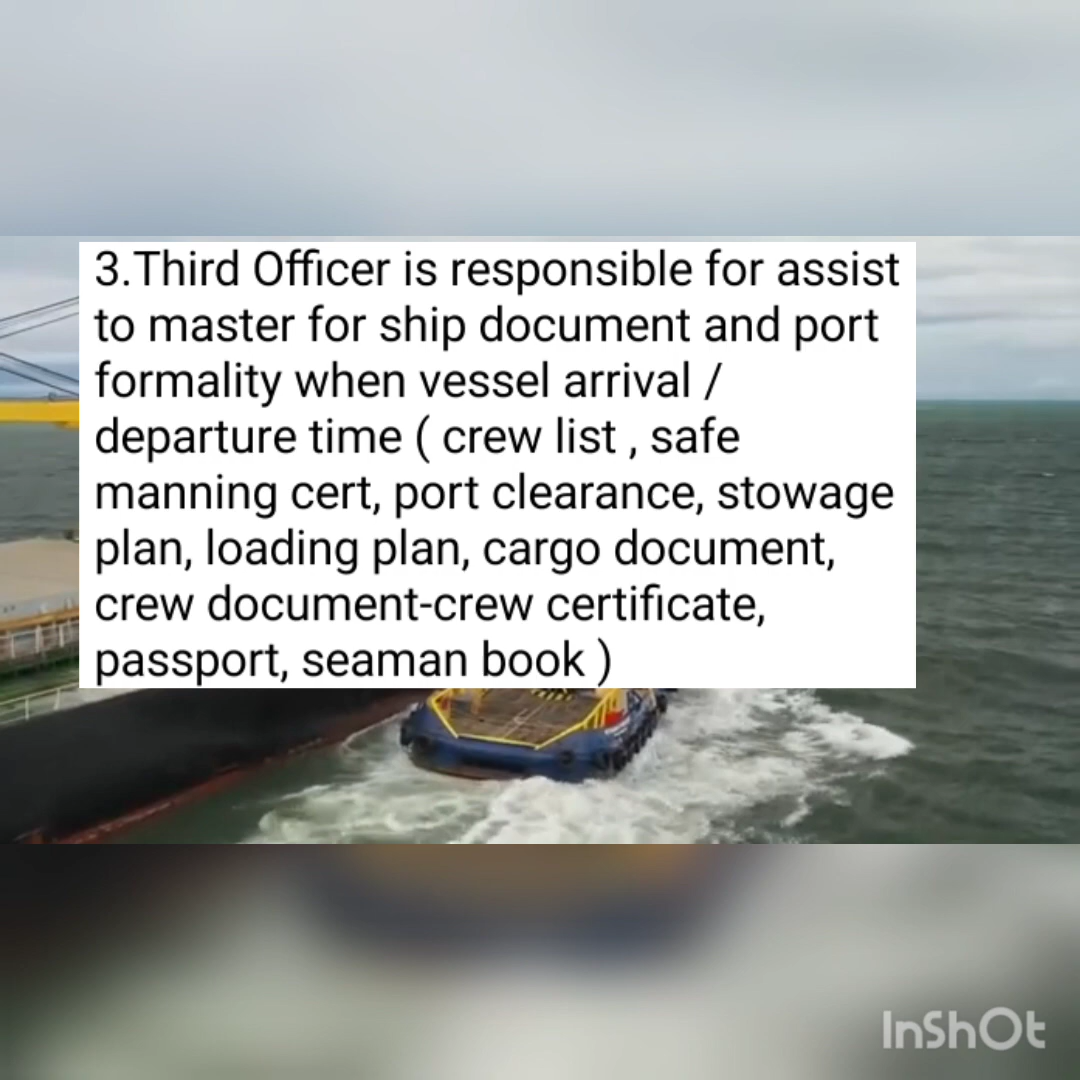 3.Third Officer is responsible for assist
to master for ship document and port
formality when vessel arrival /
departure time ( crew list , safe
manning cert, port clearance, stowage
plan, loading plan, cargo document,
crew document-crew certificate,
passport, seaman book )
InShOt